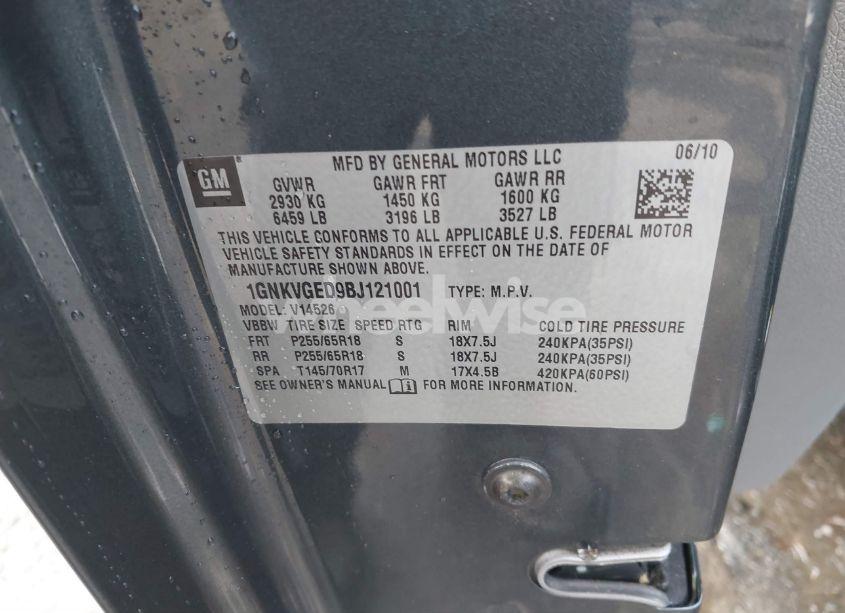 GM
MFD BY GENERAL MOTORS LLC 06/10
GVWR GAWR FRT GAWR RR
2930 KG 1450 KG 1600 KG
6459 LB 3196 LB 3527 LB
THIS VEHICLE CONFORMS TO ALL APPLICABLE U.S. FEDERAL MOTOR
VEHICLE SAFETY STANDARDS IN EFFECT ON THE DATE OF
MANUFACTURE SHOWN ABOVE.
1GNKVGED9BJ121001 TYPE: M.P.V.
MODEL: V14526
VBBW TIRE SIZE SPEED RTG RIM COLD TIRE PRESSURE
FRT P255/65R18 S 18X7.5J 240KPA(35PSI)
RR P255/65R18 S 18X7.5J 240KPA(35PSI)
SPA T145/70R17 M 17X4.5B 420KPA(60PSI)
SEE OWNER'S MANUAL FOR MORE INFORMATION.
wheelwise